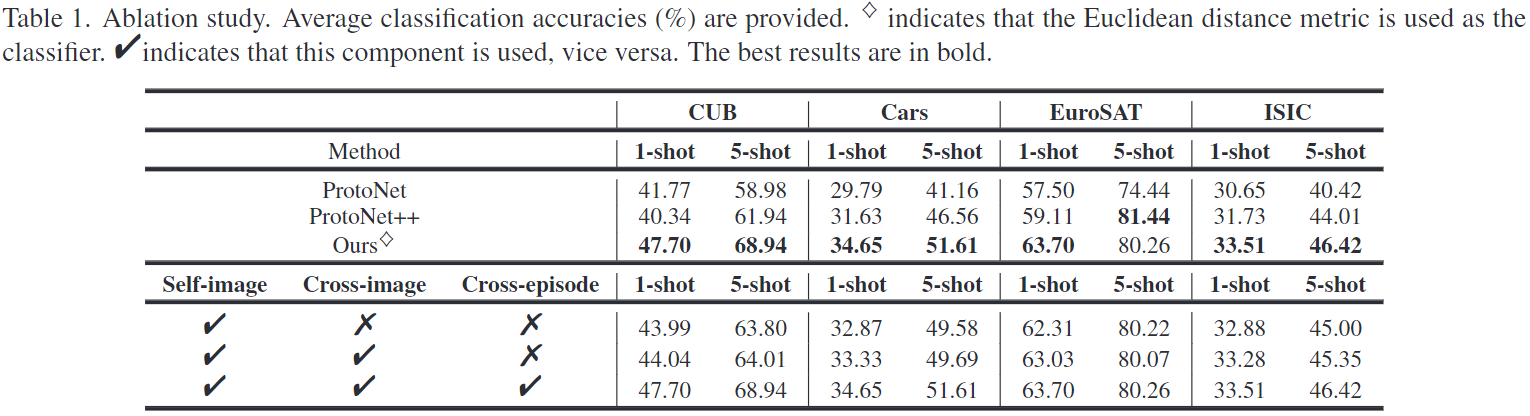 Table 1. Ablation study. Average classification accuracies (%) are provided. ◇ indicates that the Euclidean distance metric is used as the
classifier. ✔ indicates that this component is used, vice versa. The best results are in bold.
CUB Cars EuroSAT ISIC
Method 1-shot 5-shot 1-shot 5-shot 1-shot 5-shot 1-shot 5-shot
ProtoNet 41.77 58.98 29.79 41.16 57.50 74.44 30.65 40.42
ProtoNet++ 40.34 61.94 31.63 46.56 59.11 81.44 31.73 44.01
Ours◇ 47.70 68.94 34.65 51.61 63.70 80.26 33.51 46.42
Self-image Cross-image Cross-episode 1-shot 5-shot 1-shot 5-shot 1-shot 5-shot 1-shot 5-shot
✔ ✗ ✗ 43.99 63.80 32.87 49.58 62.31 80.22 32.88 45.00
✔ ✔ ✗ 44.04 64.01 33.33 49.69 63.03 80.07 33.28 45.35
✔ ✔ ✔ 47.70 68.94 34.65 51.61 63.70 80.26 33.51 46.42